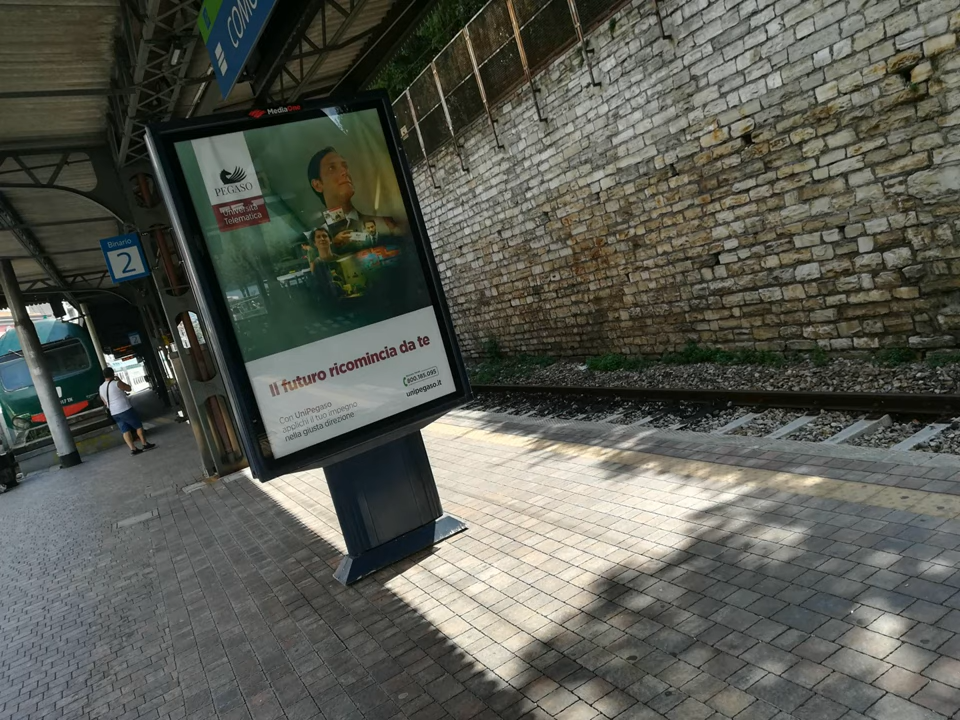 COMO
MediaOne
PEGASO
Università
Telematica
Binario
2
Il futuro ricomincia da te
800.185.095
Con UniPegaso
applichi il tuo impegno
nella giusta direzione
unipegaso.it